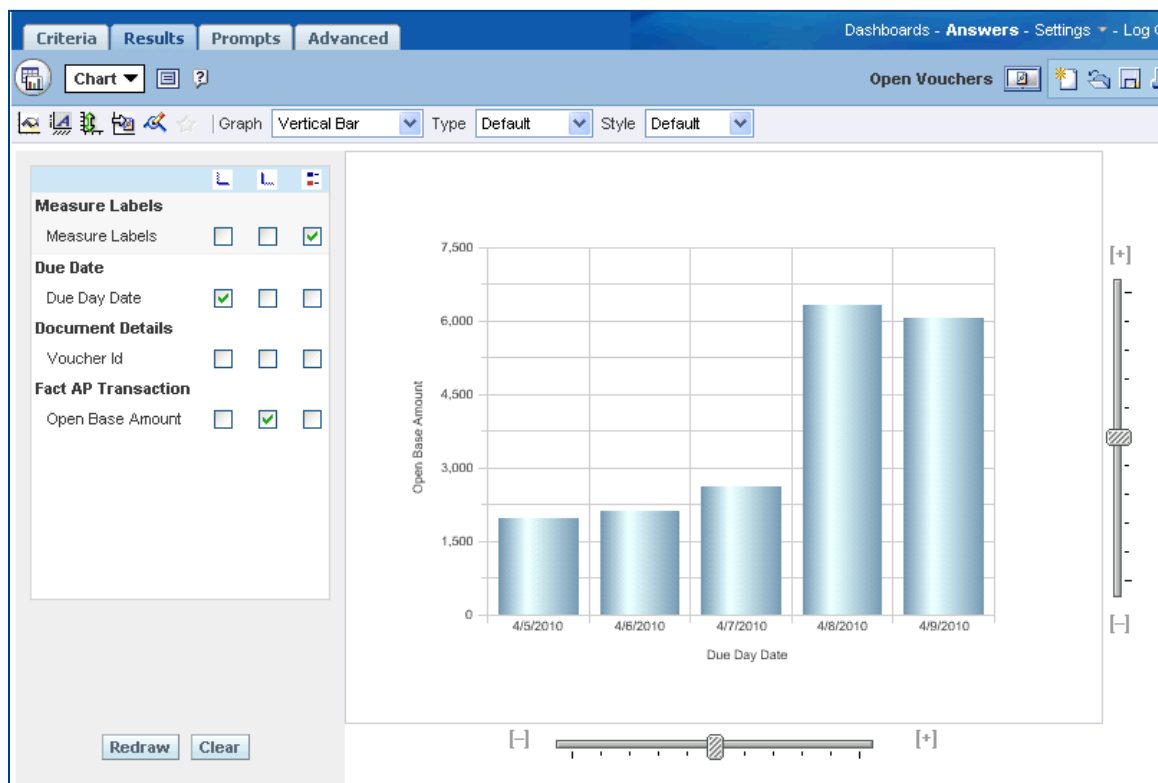 Criteria Results Prompts Advanced Dashboards - Answers - Settings - Log
Chart Open Vouchers
Graph Vertical Bar Type Default Style Default
Measure Labels
Measure Labels
Due Date
Due Day Date
Document Details
Voucher Id
Fact AP Transaction
Open Base Amount
Redraw Clear
7,500
6,000
4,500
3,000
1,500
0
Open Base Amount
4/5/2010 4/6/2010 4/7/2010 4/8/2010 4/9/2010
Due Day Date
[+]
[−]
[−] [+]